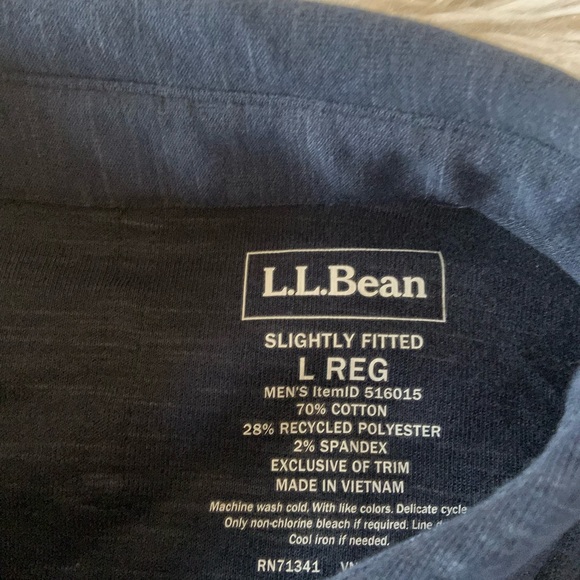 L.L.Bean
SLIGHTLY FITTED
L REG
MEN'S ItemID 516015
70% COTTON
28% RECYCLED POLYESTER
2% SPANDEX
EXCLUSIVE OF TRIM
MADE IN VIETNAM
Machine wash cold. With like colors. Delicate cycle
Only non-chlorine bleach if required. Line
Cool iron if needed.
RN71341